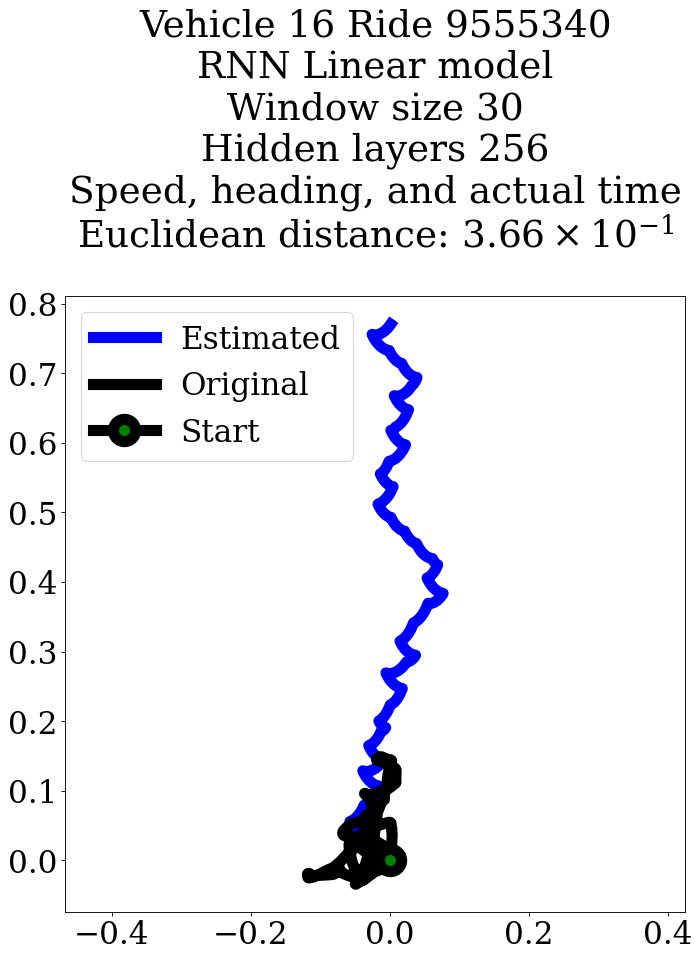 Vehicle 16 Ride 9555340
RNN Linear model
Window size 30
Hidden layers 256
Speed, heading, and actual time
Euclidean distance: 3.66 × 10⁻¹
Estimated
Original
Start
0.8
0.7
0.6
0.5
0.4
0.3
0.2
0.1
0.0
−0.4 −0.2 0.0 0.2 0.4